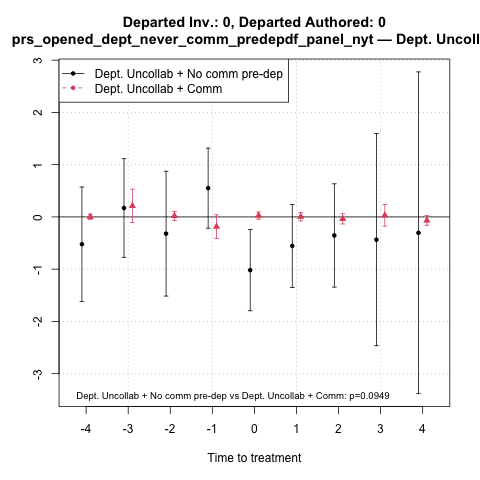 Departed Inv.: 0, Departed Authored: 0
prs_opened_dept_never_comm_predepdf_panel_nyt — Dept. Uncoll
Dept. Uncollab + No comm pre-dep
Dept. Uncollab + Comm
3
2
1
0
-1
-2
-3
Dept. Uncollab + No comm pre-dep vs Dept. Uncollab + Comm: p=0.0949
-4 -3 -2 -1 0 1 2 3 4
Time to treatment